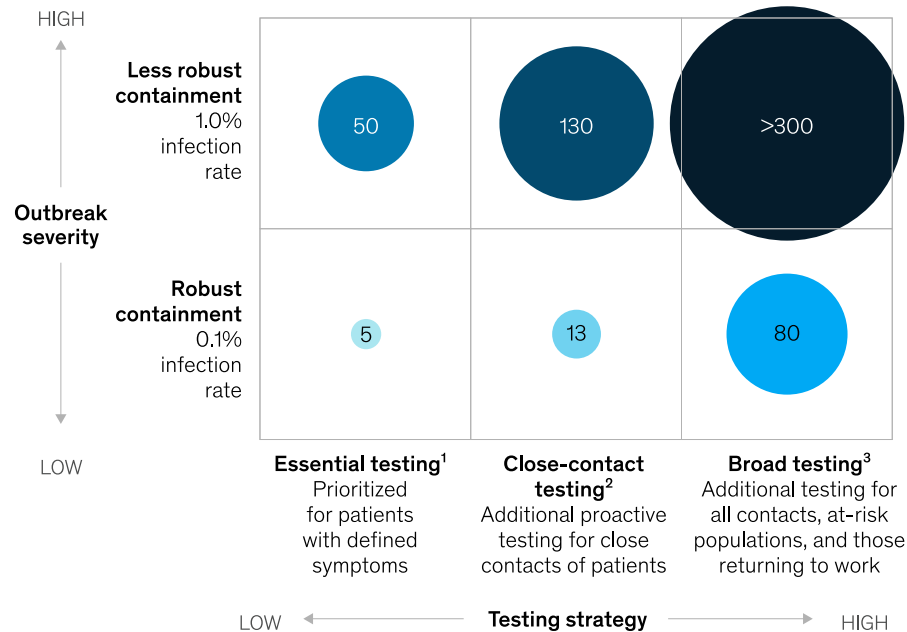 HIGH
Less robust
containment
1.0%
infection
rate
50
130
>300
Outbreak
severity
Robust
containment
0.1%
infection
rate
5
13
80
LOW
Essential testing¹
Prioritized
for patients
with defined
symptoms
Close-contact
testing²
Additional proactive
testing for close
contacts of patients
Broad testing³
Additional testing for
all contacts, at-risk
populations, and those
returning to work
LOW
Testing strategy
HIGH